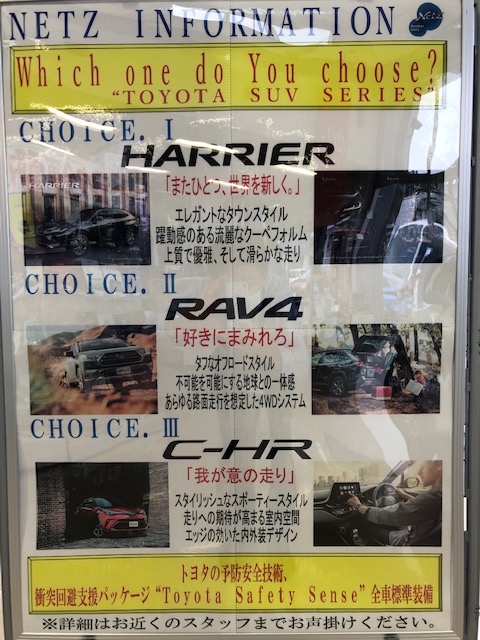 NETZ INFORMATION
NETZ
Which one do You choose?
“TOYOTA SUV SERIES”
CHOICE. Ⅰ
HARRIER
HARRIER
「またひとつ、世界を新しく。」
エレガントなタウンスタイル
躍動感のある流麗なクーペフォルム
上質で優雅、そして滑らかな走り
CHOICE. Ⅱ
RAV4
「好きにまみれろ」
タフなオフロードスタイル
不可能を可能にする地球との一体感
あらゆる路面走行を想定した4WDシステム
CHOICE. Ⅲ
C-HR
「我が意の走り」
スタイリッシュなスポーティースタイル
走りへの期待が高まる室内空間
エッジの効いた内外装デザイン
トヨタの予防安全技術、
衝突回避支援パッケージ“Toyota Safety Sense”全車標準装備
※詳細はお近くのスタッフまでお声掛けください。